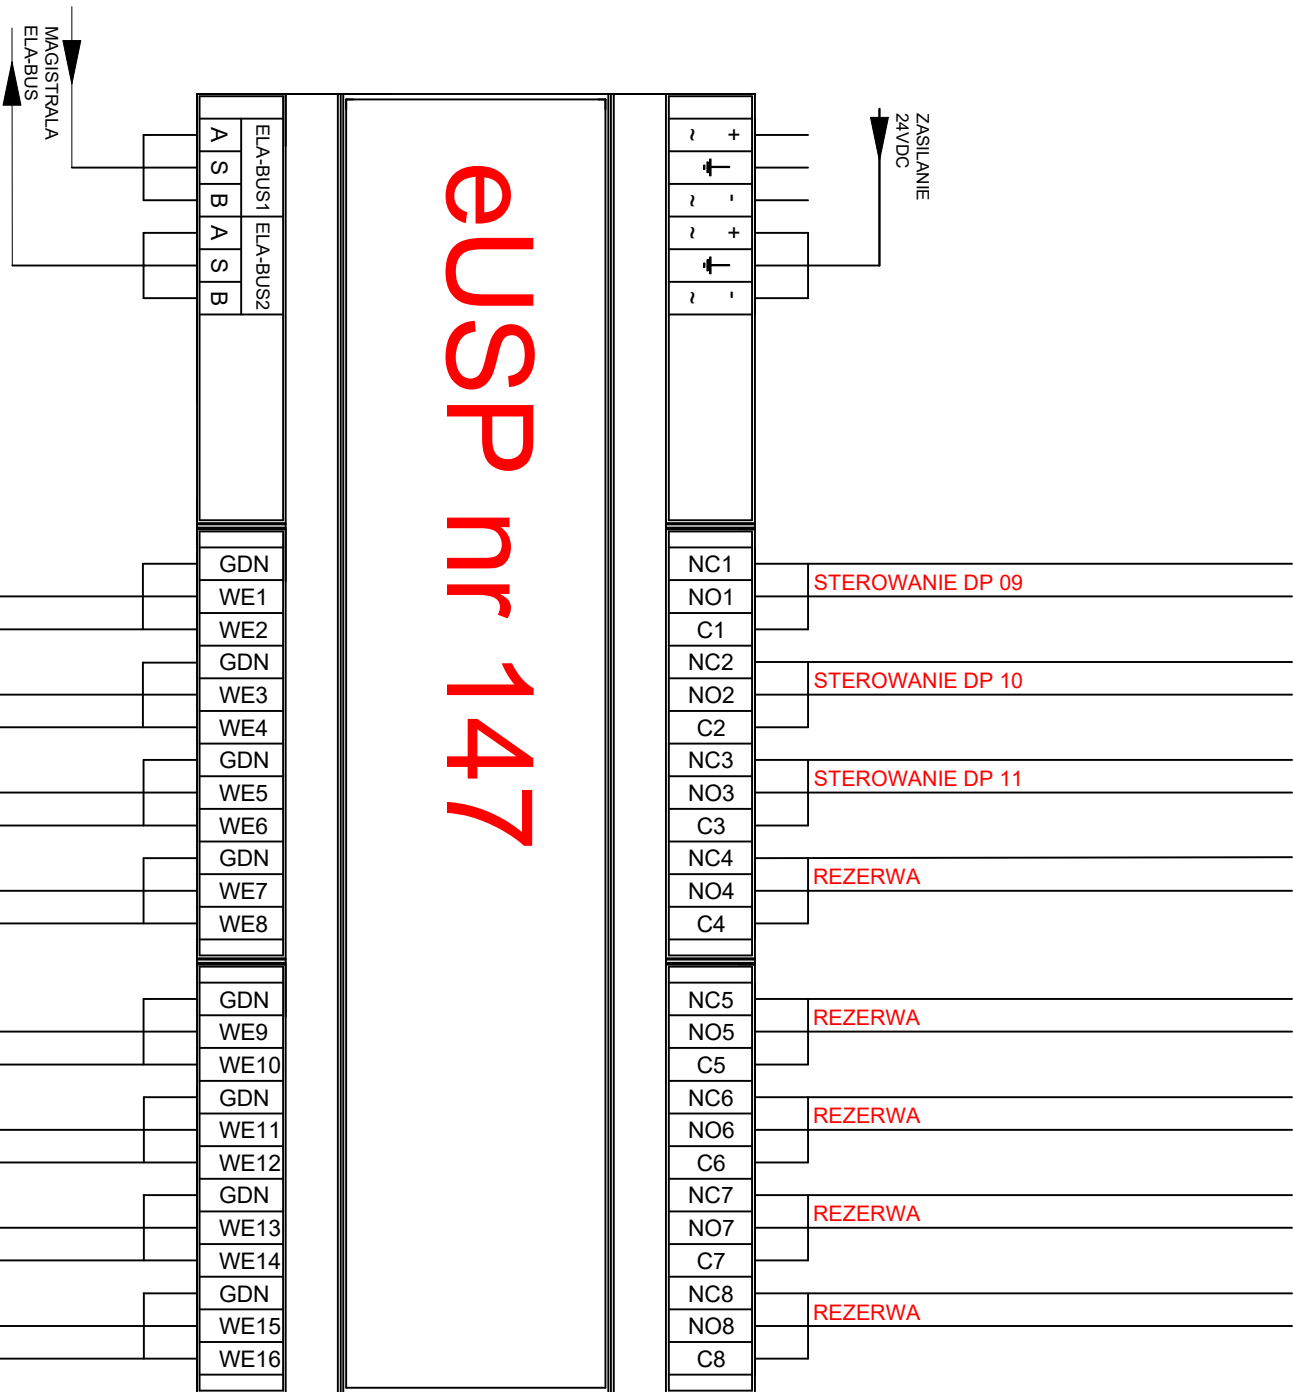 MAGISTRALA
ELA-BUS
ZASILANIE
24VDC
A
S
B
A
S
B
ELA-BUS1
ELA-BUS2
eUSP nr 147
~ +
~ -
~ +
~ -
GDN
WE1
WE2
GDN
WE3
WE4
GDN
WE5
WE6
GDN
WE7
WE8
GDN
WE9
WE10
GDN
WE11
WE12
GDN
WE13
WE14
GDN
WE15
WE16
NC1
NO1
C1
NC2
NO2
C2
NC3
NO3
C3
NC4
NO4
C4
NC5
NO5
C5
NC6
NO6
C6
NC7
NO7
C7
NC8
NO8
C8
STEROWANIE DP 09
STEROWANIE DP 10
STEROWANIE DP 11
REZERWA
REZERWA
REZERWA
REZERWA
REZERWA